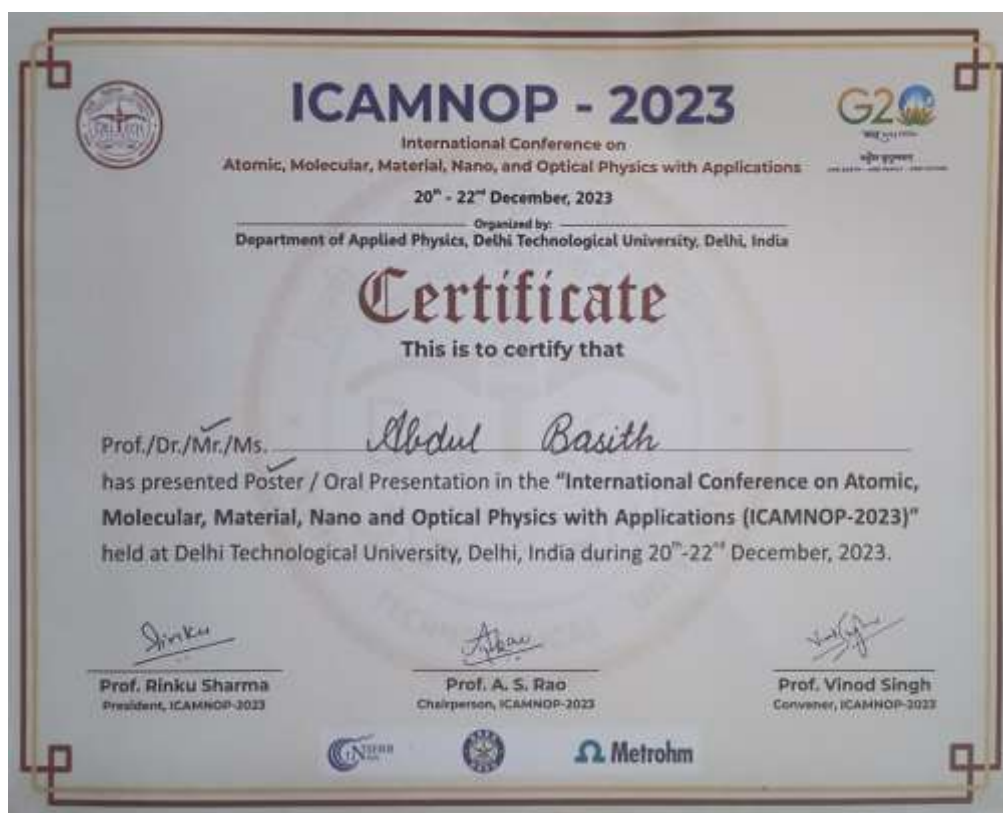 ICAMNOP - 2023
G20
International Conference on
Atomic, Molecular, Material, Nano, and Optical Physics with Applications
20th - 22nd December, 2023
Organized by:
Department of Applied Physics, Delhi Technological University, Delhi, India
Certificate
This is to certify that
Prof./Dr./Mr./Ms. Abdul Basith
has presented Poster / Oral Presentation in the "International Conference on Atomic,
Molecular, Material, Nano and Optical Physics with Applications (ICAMNOP-2023)"
held at Delhi Technological University, Delhi, India during 20th-22nd December, 2023.
Rinku
Prof. Rinku Sharma
President, ICAMNOP-2023
Prof. A. S. Rao
Chairperson, ICAMNOP-2023
Prof. Vinod Singh
Convener, ICAMNOP-2023
Metrohm